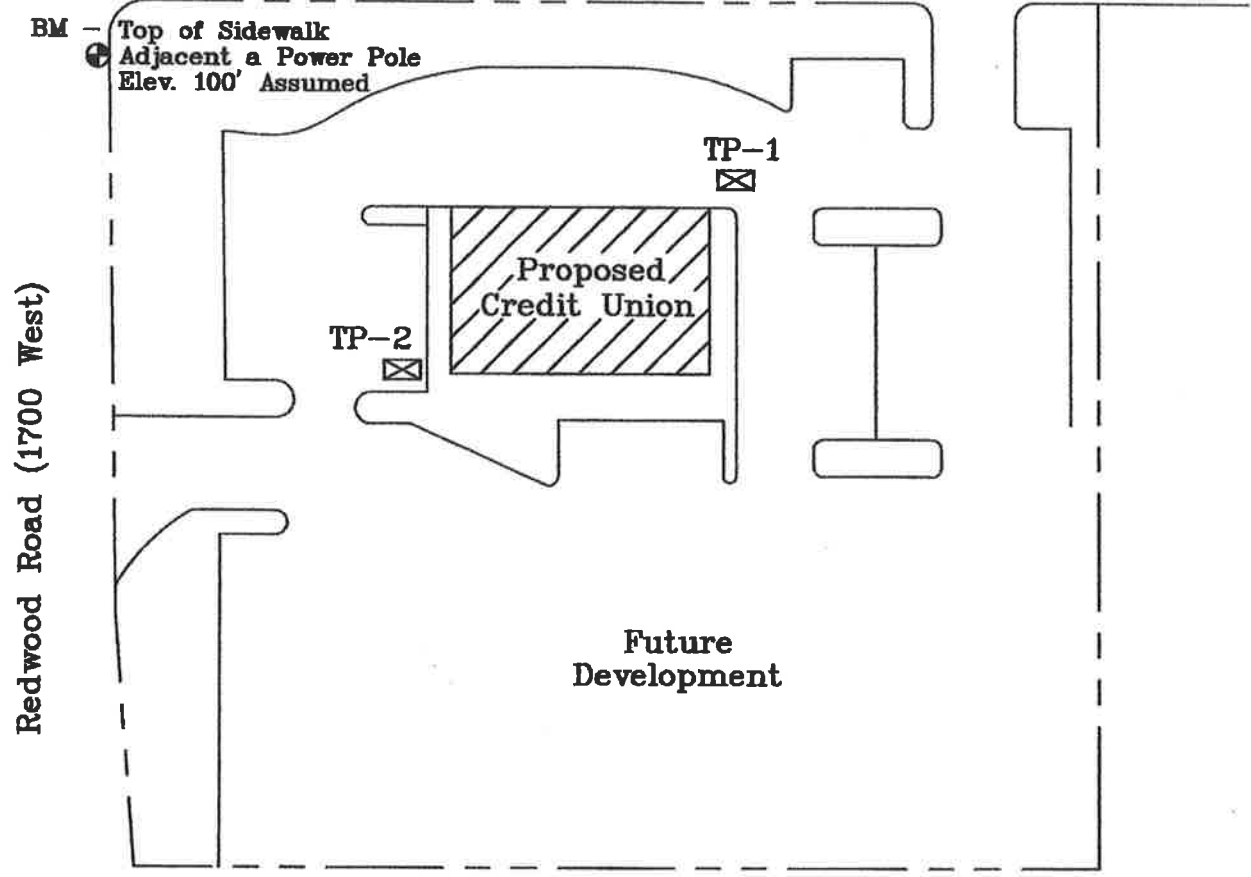 BM – Top of Sidewalk
Adjacent a Power Pole
Elev. 100' Assumed
TP-1
Proposed
Credit Union
TP-2
Redwood Road (1700 West)
Future
Development